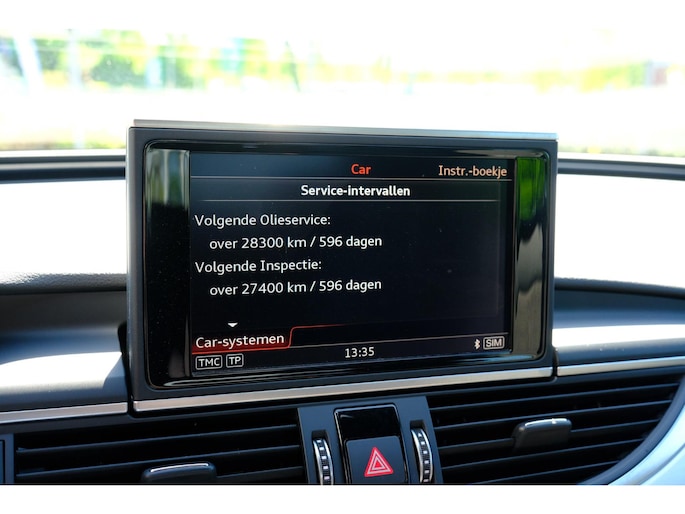 Car
Instr.-boekje
Service-intervallen
Volgende Olieservice:
over 28300 km / 596 dagen
Volgende Inspectie:
over 27400 km / 596 dagen
Car-systemen
TMC TP
13:35
SIM